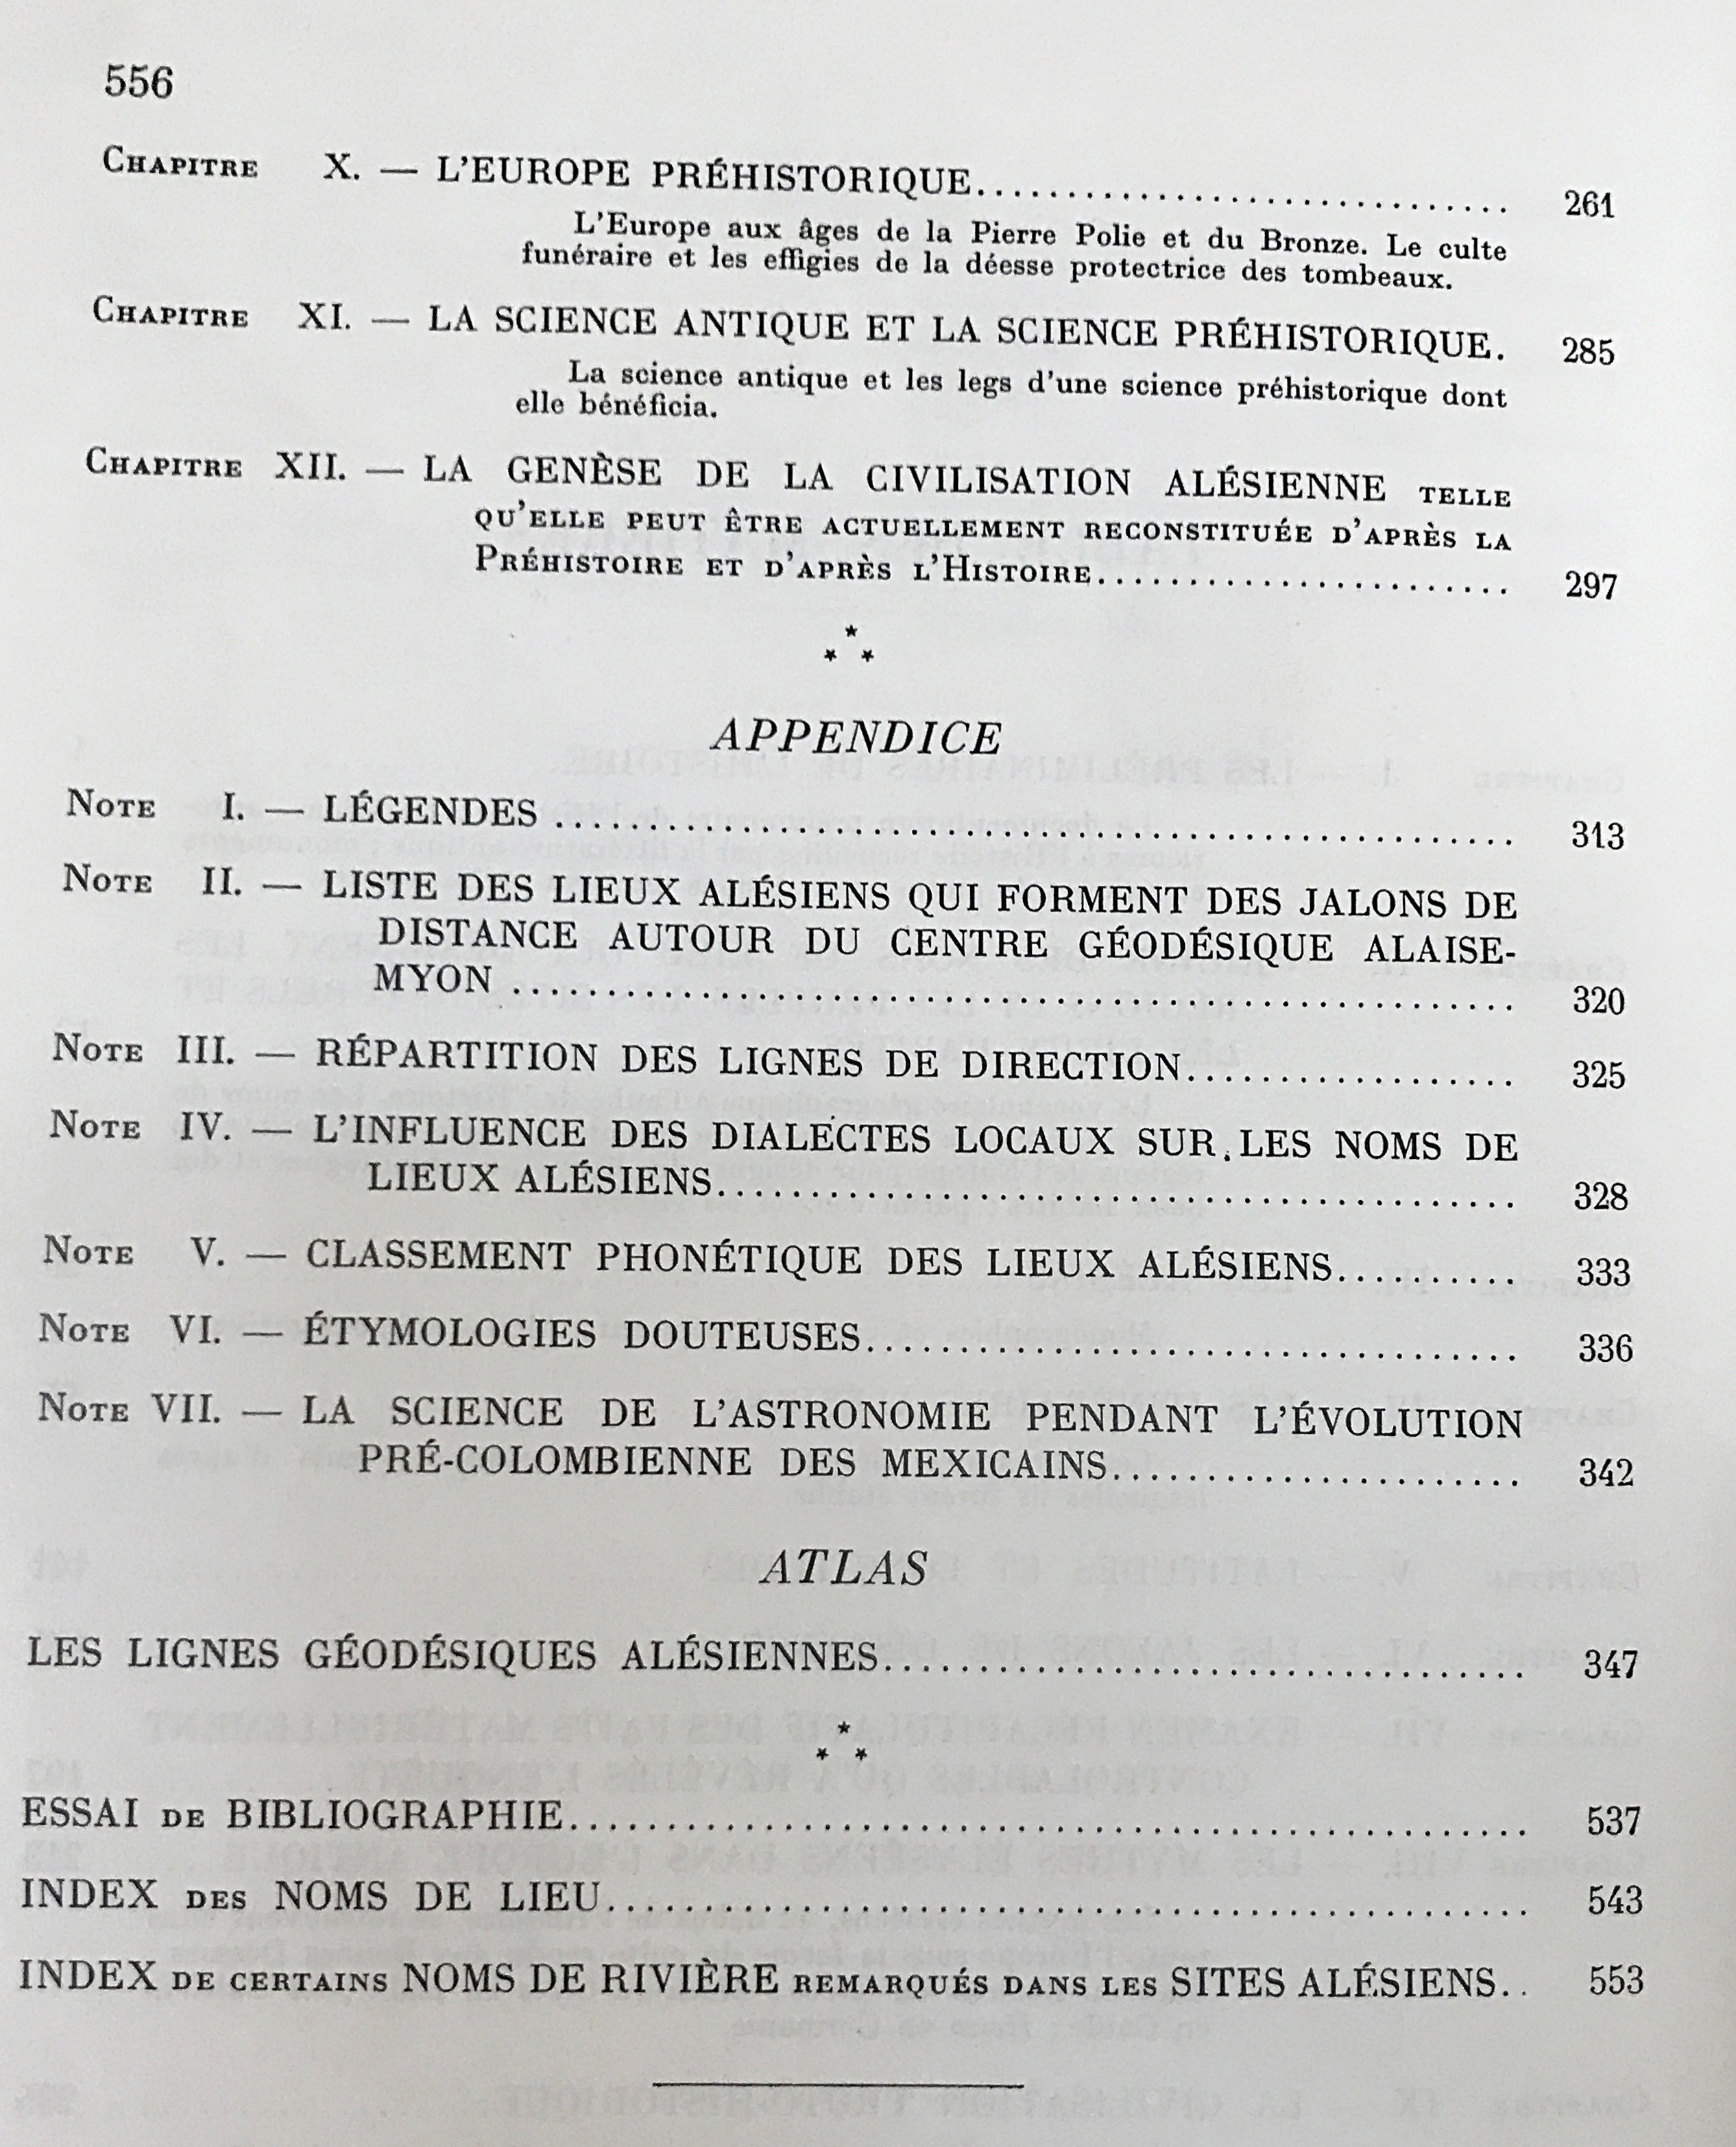 556
CHAPITRE X. — L'EUROPE PRÉHISTORIQUE.............................. 261
L'Europe aux âges de la Pierre Polie et du Bronze. Le culte
funéraire et les effigies de la déesse protectrice des tombeaux.
CHAPITRE XI. — LA SCIENCE ANTIQUE ET LA SCIENCE PRÉHISTORIQUE. 285
La science antique et les legs d'une science préhistorique dont
elle bénéficia.
CHAPITRE XII. — LA GENÈSE DE LA CIVILISATION ALÉSIENNE TELLE
QU'ELLE PEUT ÊTRE ACTUELLEMENT RECONSTITUÉE D'APRÈS LA
PRÉHISTOIRE ET D'APRÈS L'HISTOIRE....................... 297
APPENDICE
NOTE I. — LÉGENDES .................................................... 313
NOTE II. — LISTE DES LIEUX ALÉSIENS QUI FORMENT DES JALONS DE
DISTANCE AUTOUR DU CENTRE GÉODÉSIQUE ALAISE-
MYON ....................................................... 320
NOTE III. — RÉPARTITION DES LIGNES DE DIRECTION.................. 325
NOTE IV. — L'INFLUENCE DES DIALECTES LOCAUX SUR LES NOMS DE
LIEUX ALÉSIENS........................................... 328
NOTE V. — CLASSEMENT PHONÉTIQUE DES LIEUX ALÉSIENS.......... 333
NOTE VI. — ÉTYMOLOGIES DOUTEUSES.................................. 336
NOTE VII. — LA SCIENCE DE L'ASTRONOMIE PENDANT L'ÉVOLUTION
PRÉ-COLOMBIENNE DES MEXICAINS...................... 342
ATLAS
LES LIGNES GÉODÉSIQUES ALÉSIENNES.................................. 347
ESSAI DE BIBLIOGRAPHIE.................................................. 537
INDEX DES NOMS DE LIEU................................................ 543
INDEX DE CERTAINS NOMS DE RIVIÈRE REMARQUÉS DANS LES SITES ALÉSIENS.. 553